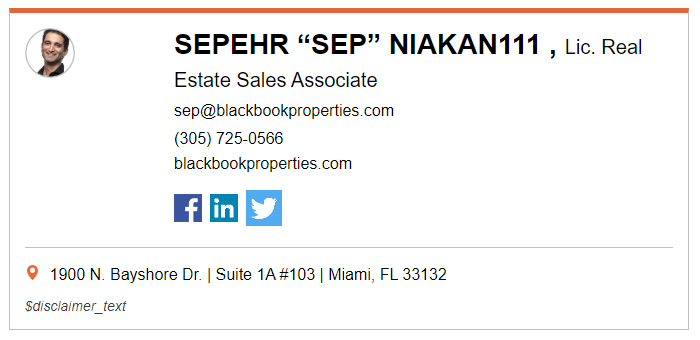 SEPEHR “SEP” NIAKAN111 , Lic. Real
Estate Sales Associate
sep@blackbookproperties.com
(305) 725-0566
blackbookproperties.com
f in
1900 N. Bayshore Dr. | Suite 1A #103 | Miami, FL 33132
$disclaimer_text